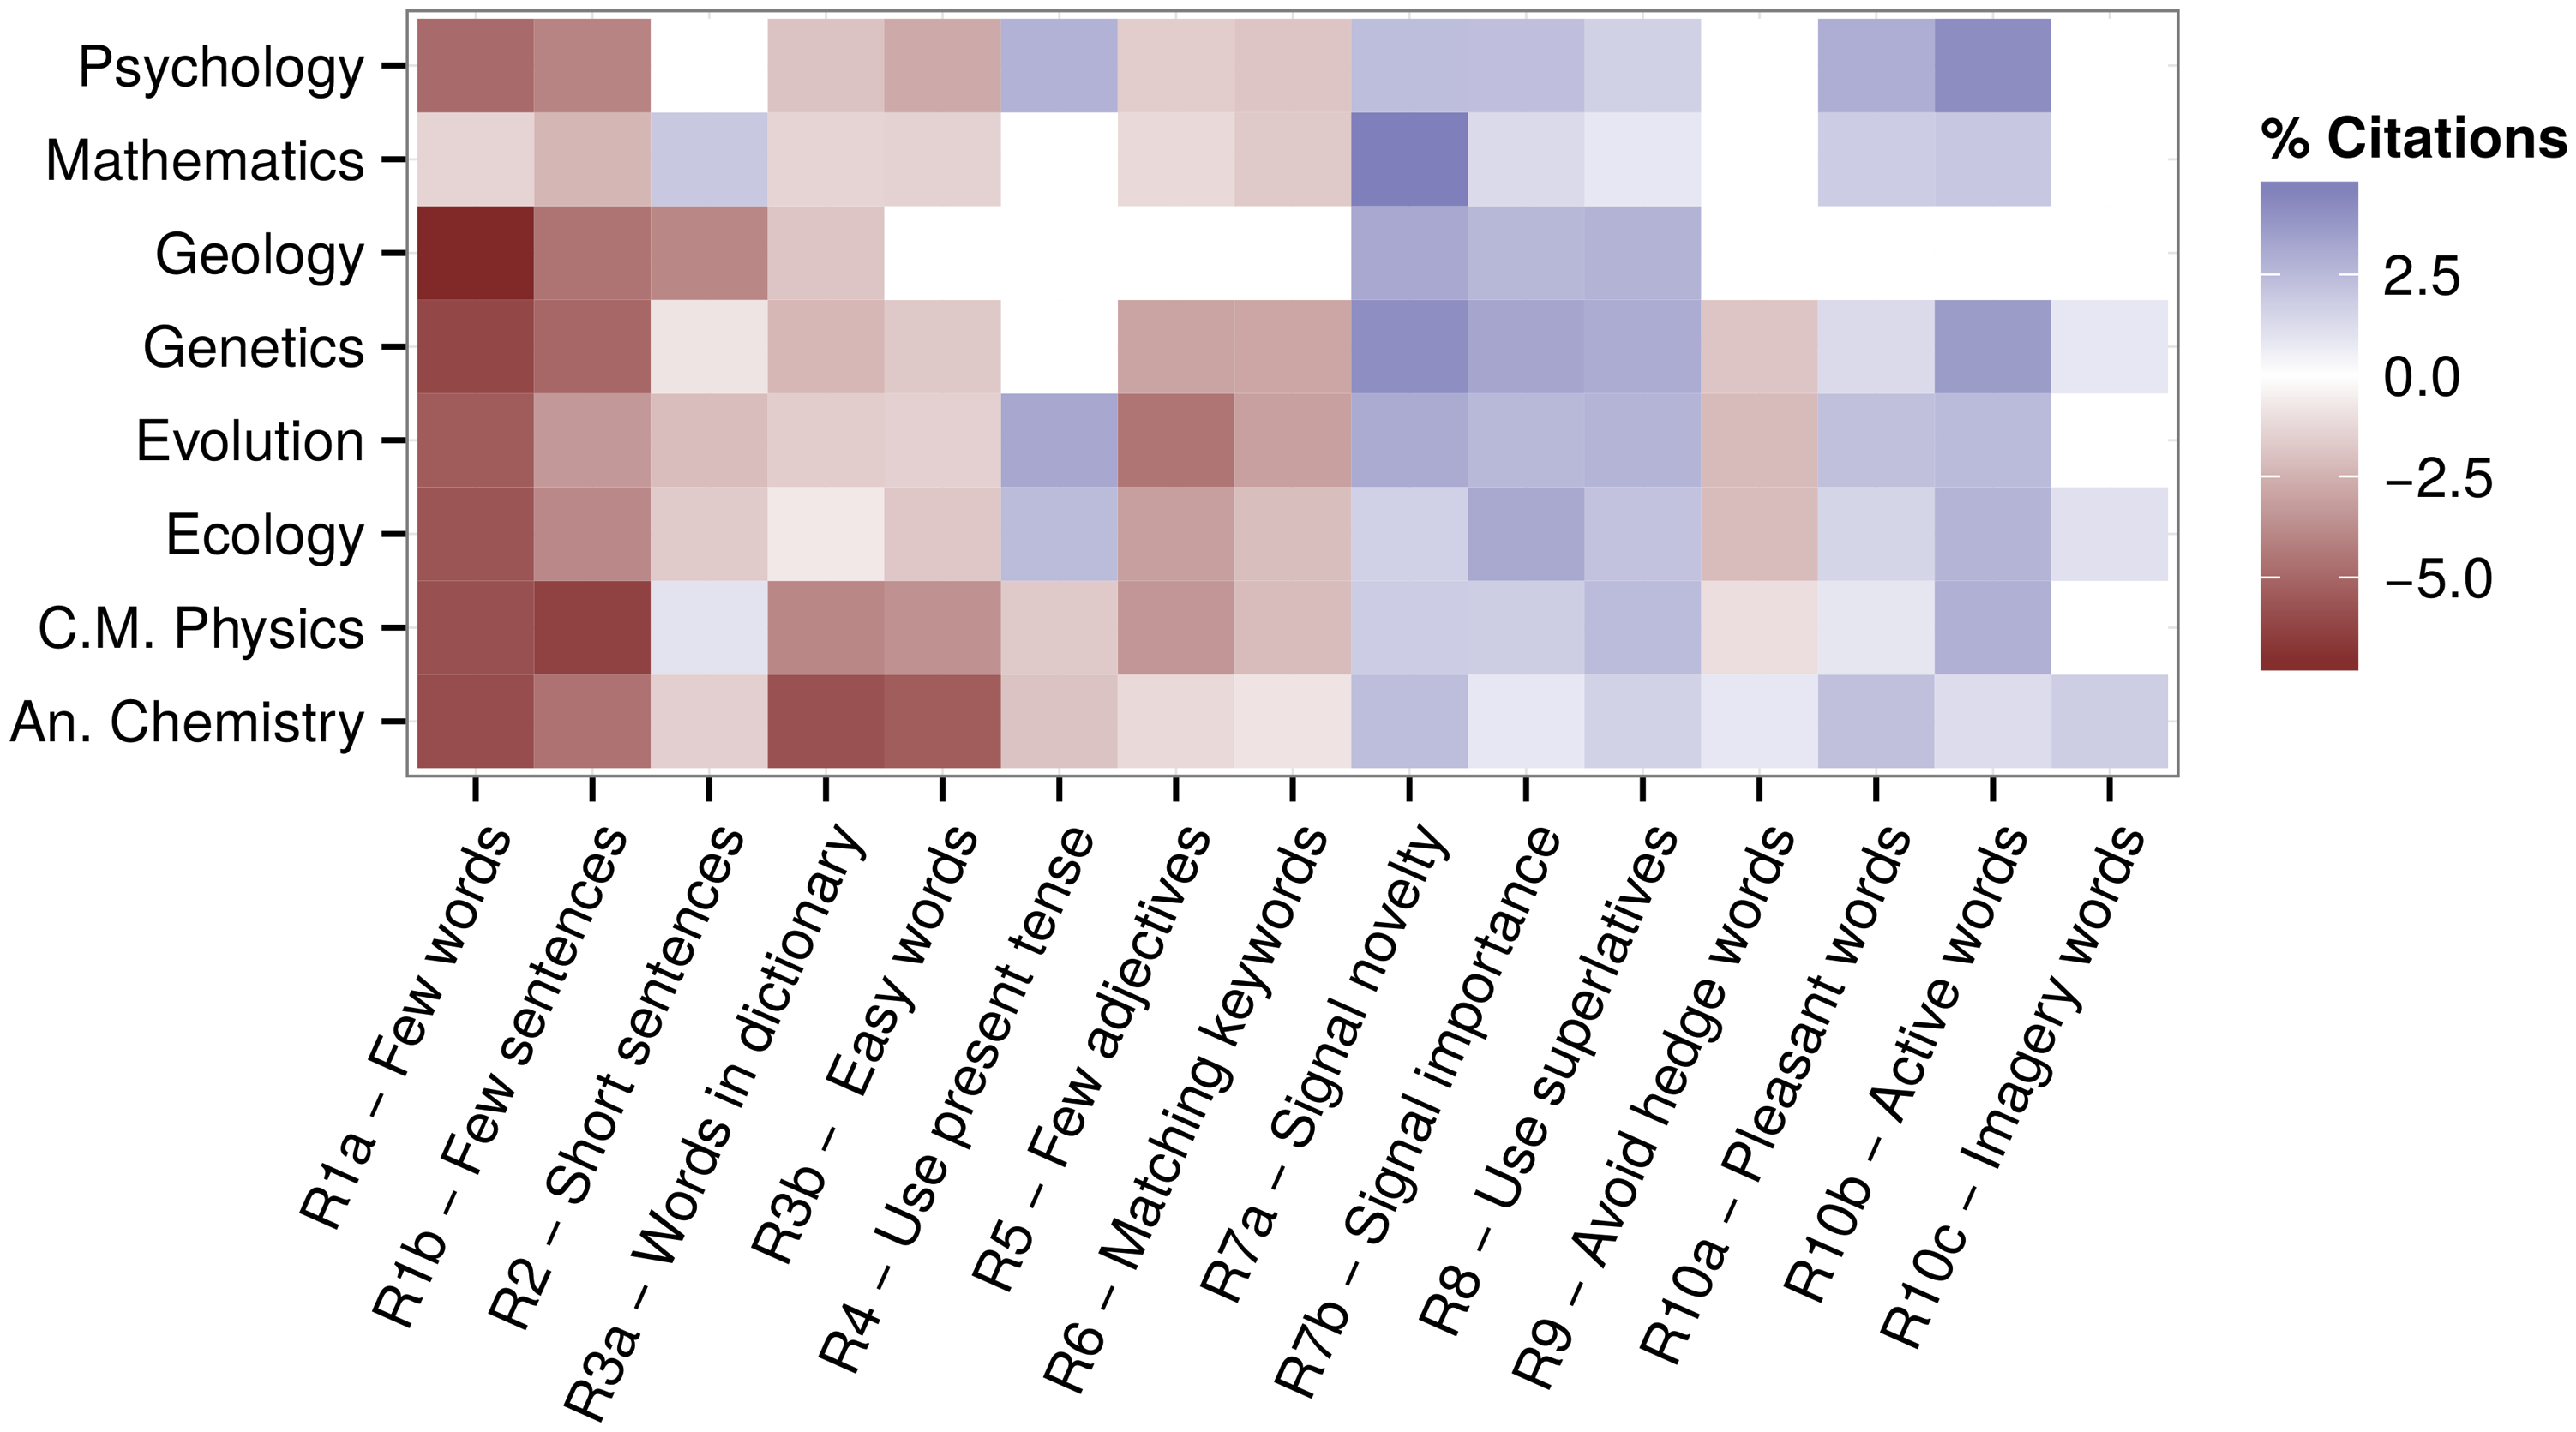 Psychology
Mathematics
Geology
Genetics
Evolution
Ecology
C.M. Physics
An. Chemistry
R1a – Few words
R1b – Few sentences
R2 – Short sentences
R3a – Words in dictionary
R3b – Easy words
R4 – Use present tense
R5 – Few adjectives
R6 – Matching keywords
R7a – Signal novelty
R7b – Signal importance
R8 – Use superlatives
R9 – Avoid hedge words
R10a – Pleasant words
R10b – Active words
R10c – Imagery words
% Citations
2.5
0.0
−2.5
−5.0